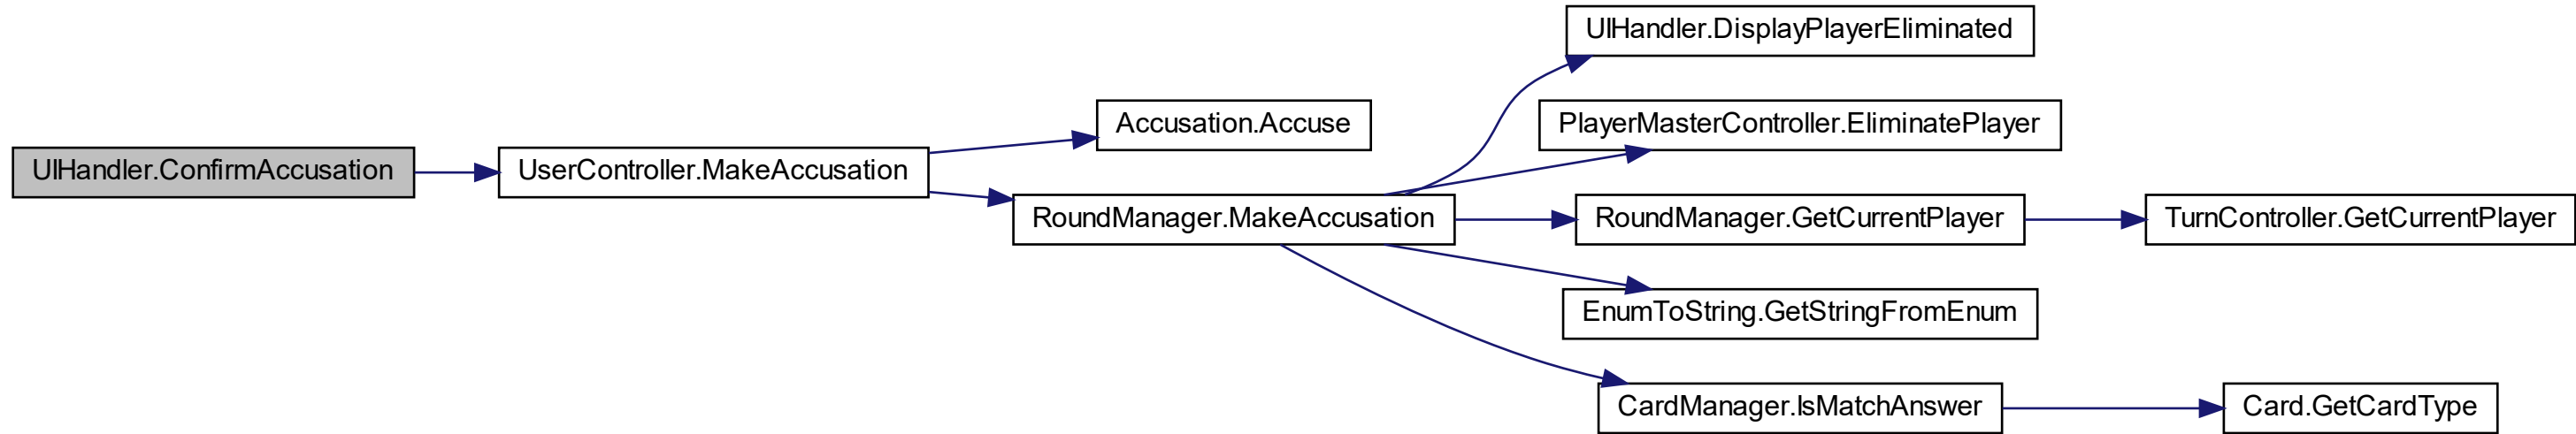 UIHandler.ConfirmAccusation
UserController.MakeAccusation
Accusation.Accuse
RoundManager.MakeAccusation
UIHandler.DisplayPlayerEliminated
PlayerMasterController.EliminatePlayer
RoundManager.GetCurrentPlayer
TurnController.GetCurrentPlayer
EnumToString.GetStringFromEnum
CardManager.IsMatchAnswer
Card.GetCardType